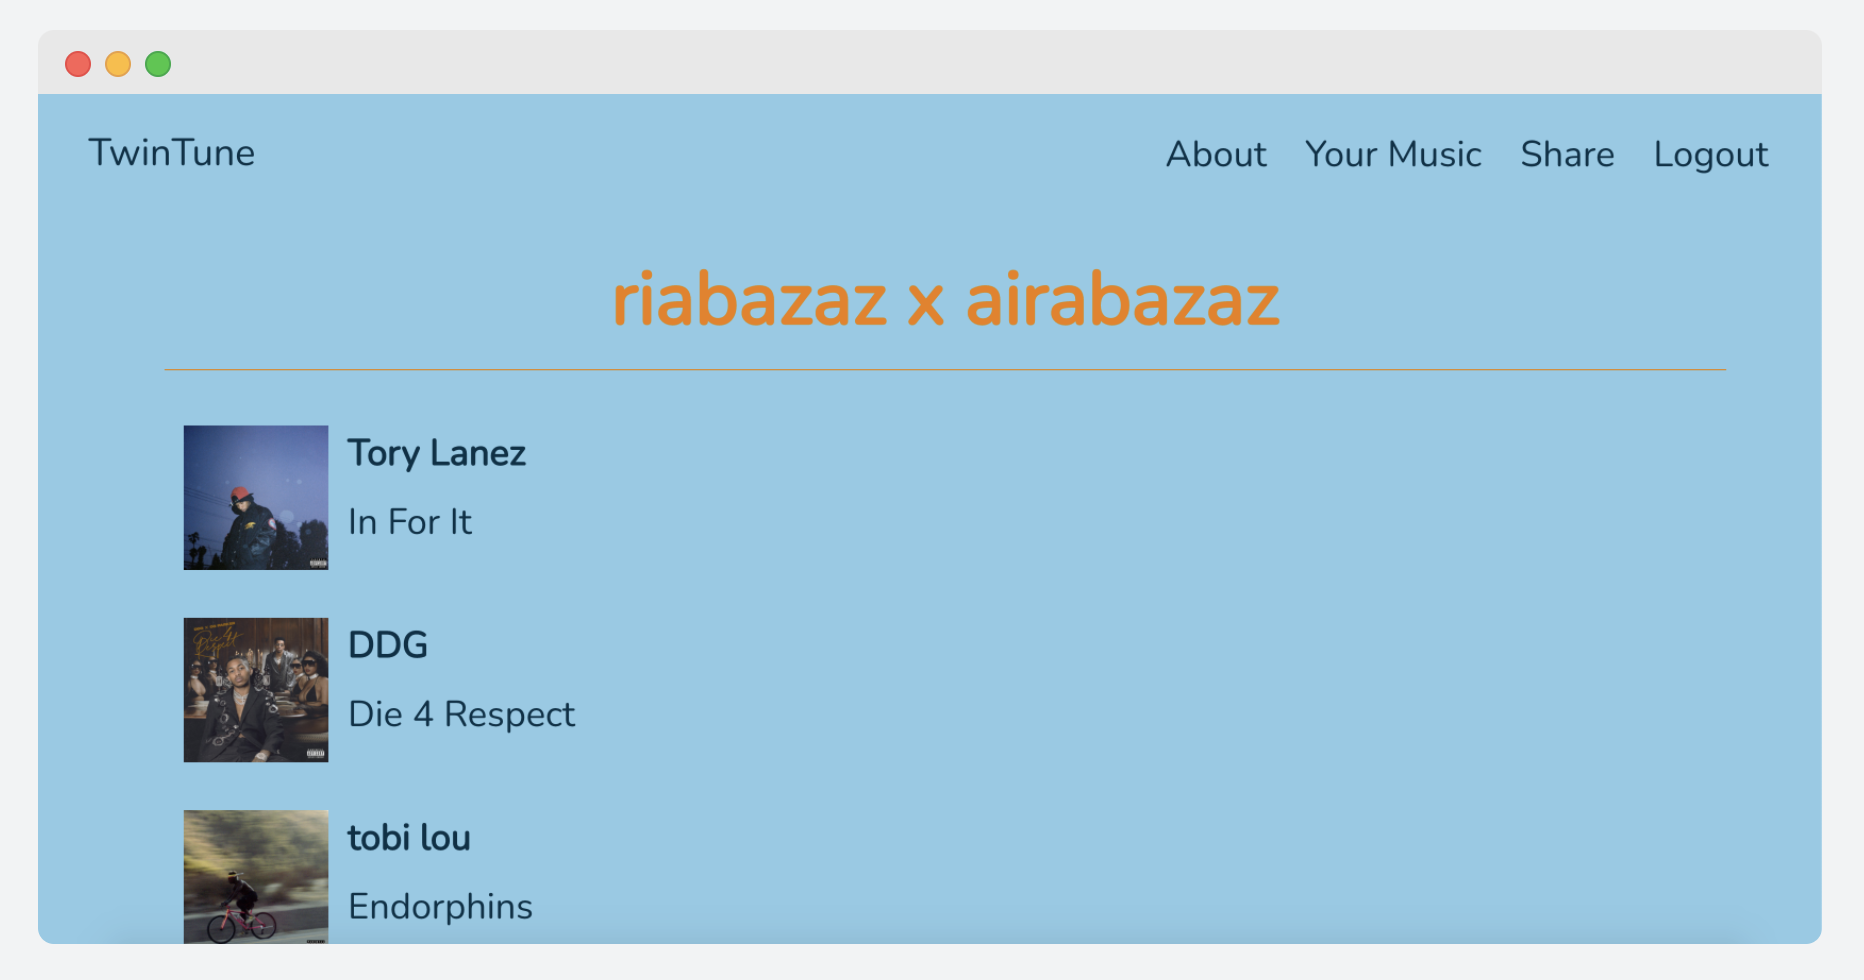 TwinTune
About Your Music Share Logout
riabazaz x airabazaz
Tory Lanez
In For It
DDG
Die 4 Respect
tobi lou
Endorphins